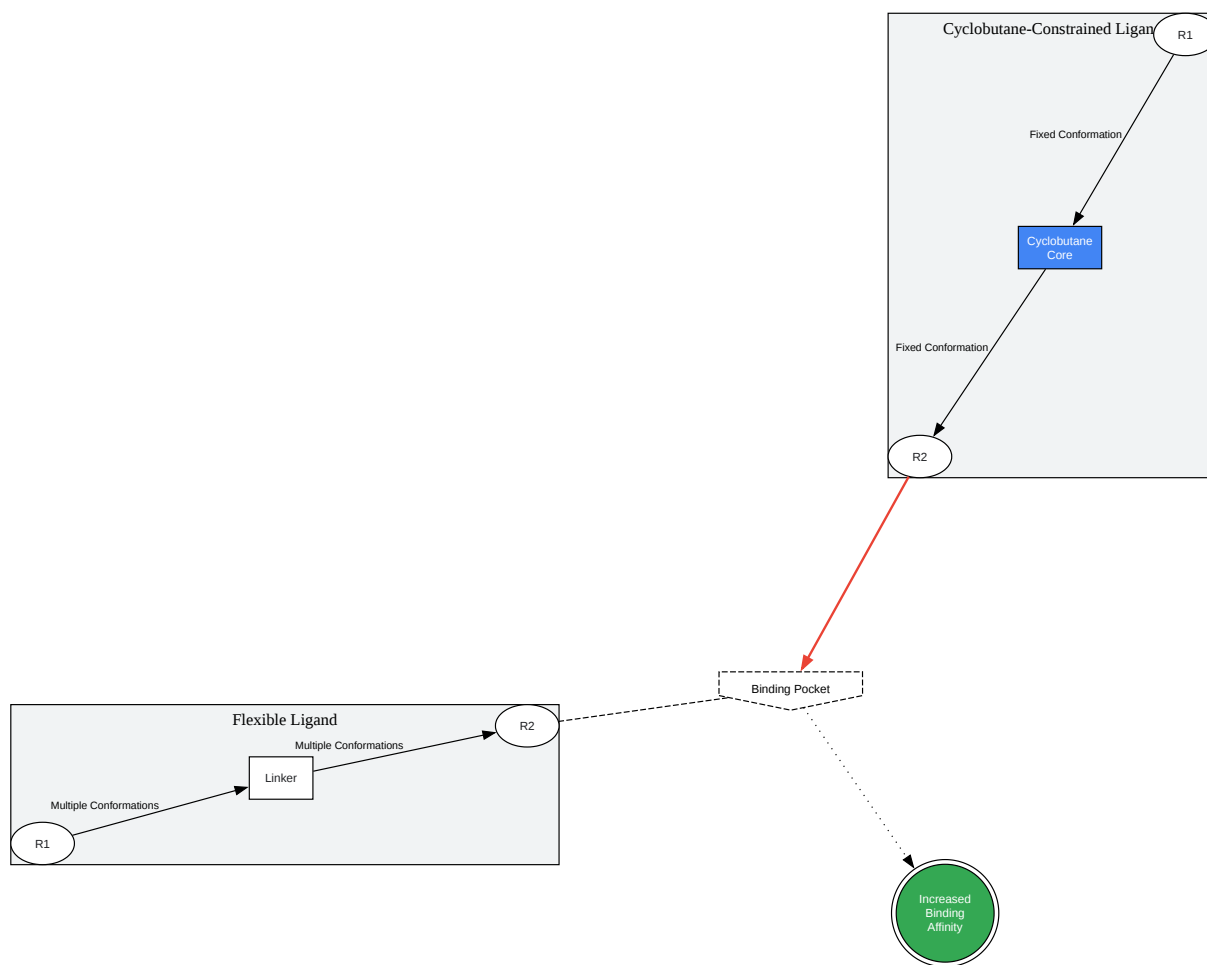 Cyclobutane-Constrained Ligan
R1
Fixed Conformation
Cyclobutane
Core
Fixed Conformation
R2
Binding Pocket
Flexible Ligand
R2
Multiple Conformations
Linker
Multiple Conformations
R1
Increased
Binding
Affinity